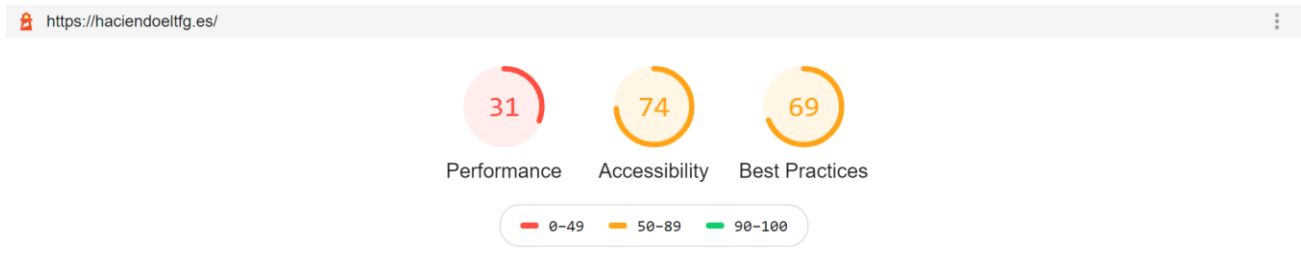 https://haciendoeltfg.es/
31 74 69
Performance Accessibility Best Practices
0–49 50–89 90–100